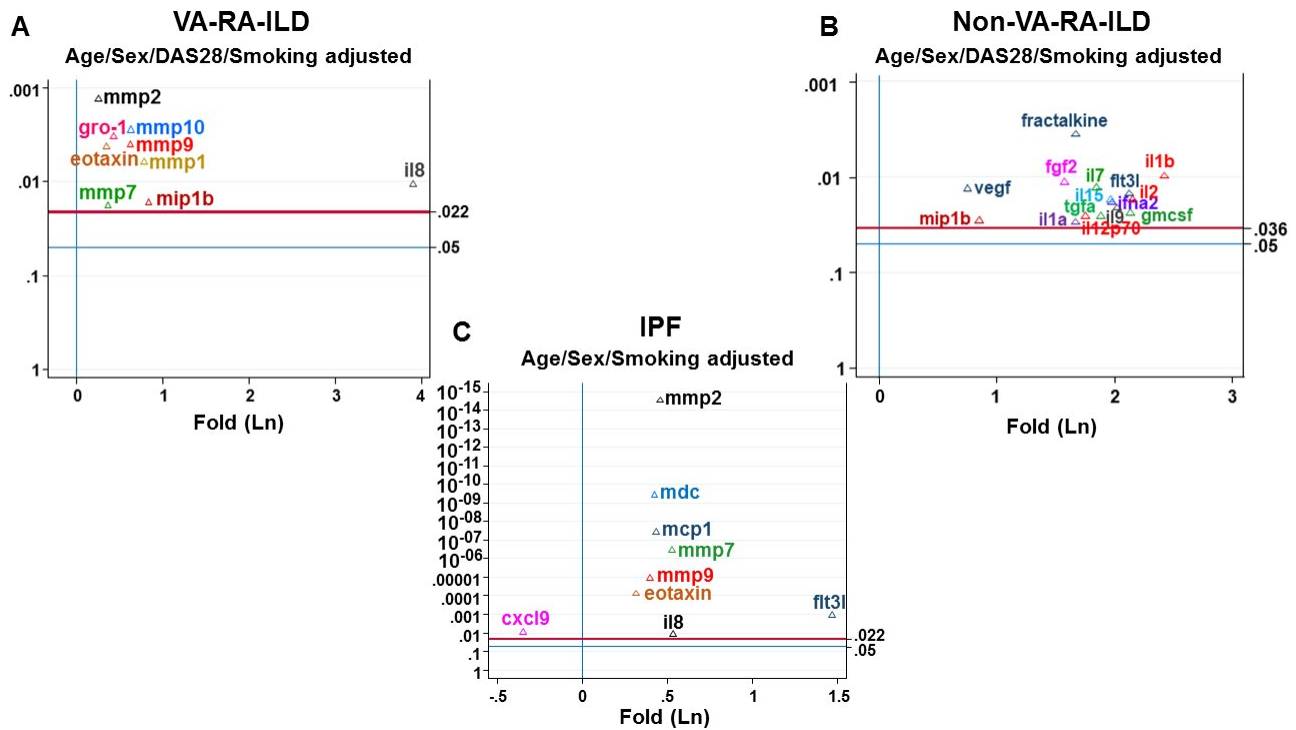 A
VA-RA-ILD
Age/Sex/DAS28/Smoking adjusted
.001
.01
.1
1
mmp2
gro-1
mmp10
mmp9
eotaxin
mmp1
il8
mmp7
mip1b
.022
.05
0 1 2 3 4
Fold (Ln)
B
Non-VA-RA-ILD
Age/Sex/DAS28/Smoking adjusted
.001
.01
.1
1
fractalkine
fgf2
il7
il1b
flt3l
vegf
il15
il2
ifna2
tgfa
mip1b
il1a
il9
gmcsf
il12p70
.036
.05
0 1 2 3
Fold (Ln)
C
IPF
Age/Sex/Smoking adjusted
10-15
10-14
10-13
10-12
10-11
10-10
10-09
10-08
10-07
10-06
.00001
.0001
.001
.01
.1
1
mmp2
mdc
mcp1
mmp7
mmp9
eotaxin
flt3l
cxcl9
il8
.022
.05
-.5 0 .5 1 1.5
Fold (Ln)